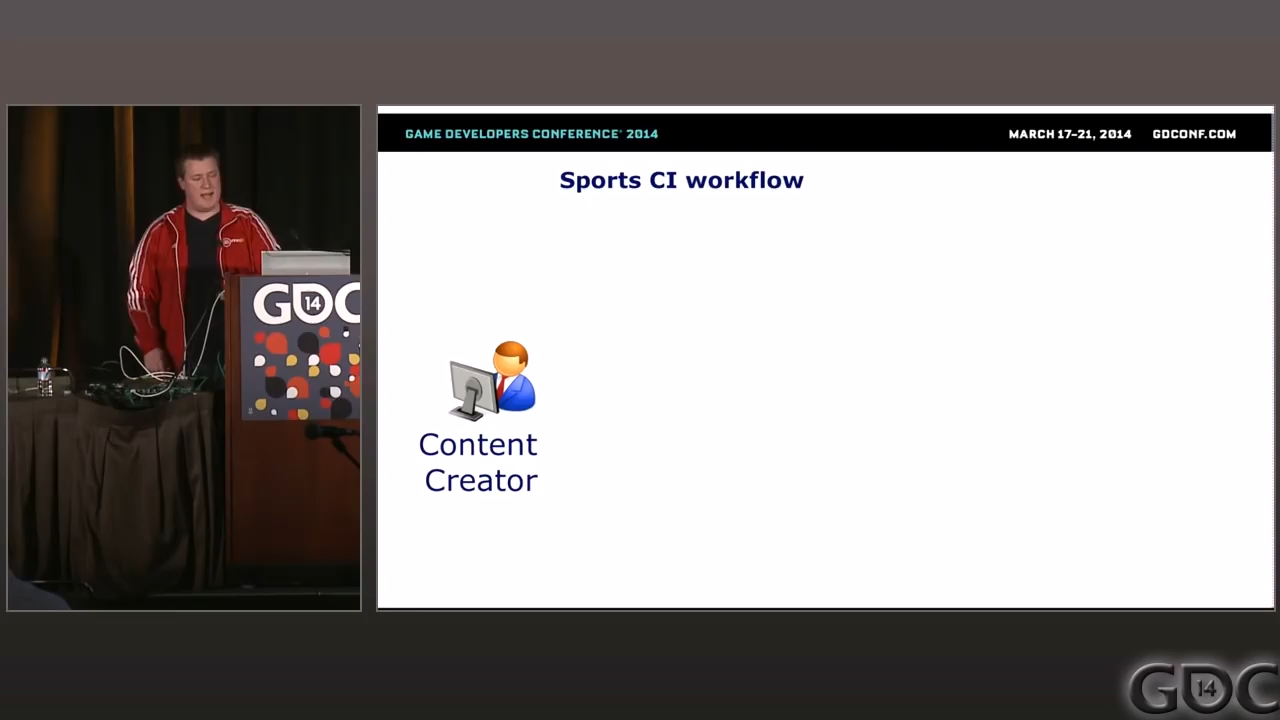 GAME DEVELOPERS CONFERENCE® 2014
MARCH 17–21, 2014 GDCONF.COM
Sports CI workflow
Content
Creator
GDC
14
GDC
14